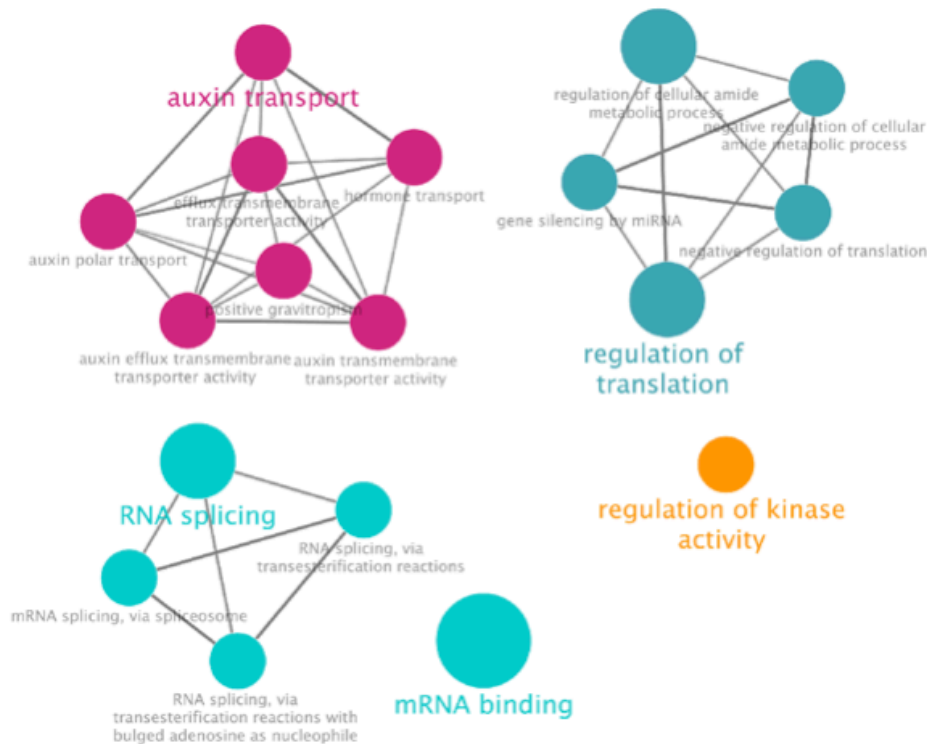 auxin transport
efflux transmembrane
transporter activity
hormone transport
auxin polar transport
positive gravitropism
auxin efflux transmembrane
transporter activity
auxin transmembrane
transporter activity
regulation of cellular amide
metabolic process
negative regulation of cellular
amide metabolic process
gene silencing by miRNA
negative regulation of translation
regulation of
translation
RNA splicing
RNA splicing, via
transesterification reactions
mRNA splicing, via spliceosome
RNA splicing, via
transesterification reactions with
bulged adenosine as nucleophile
regulation of kinase
activity
mRNA binding